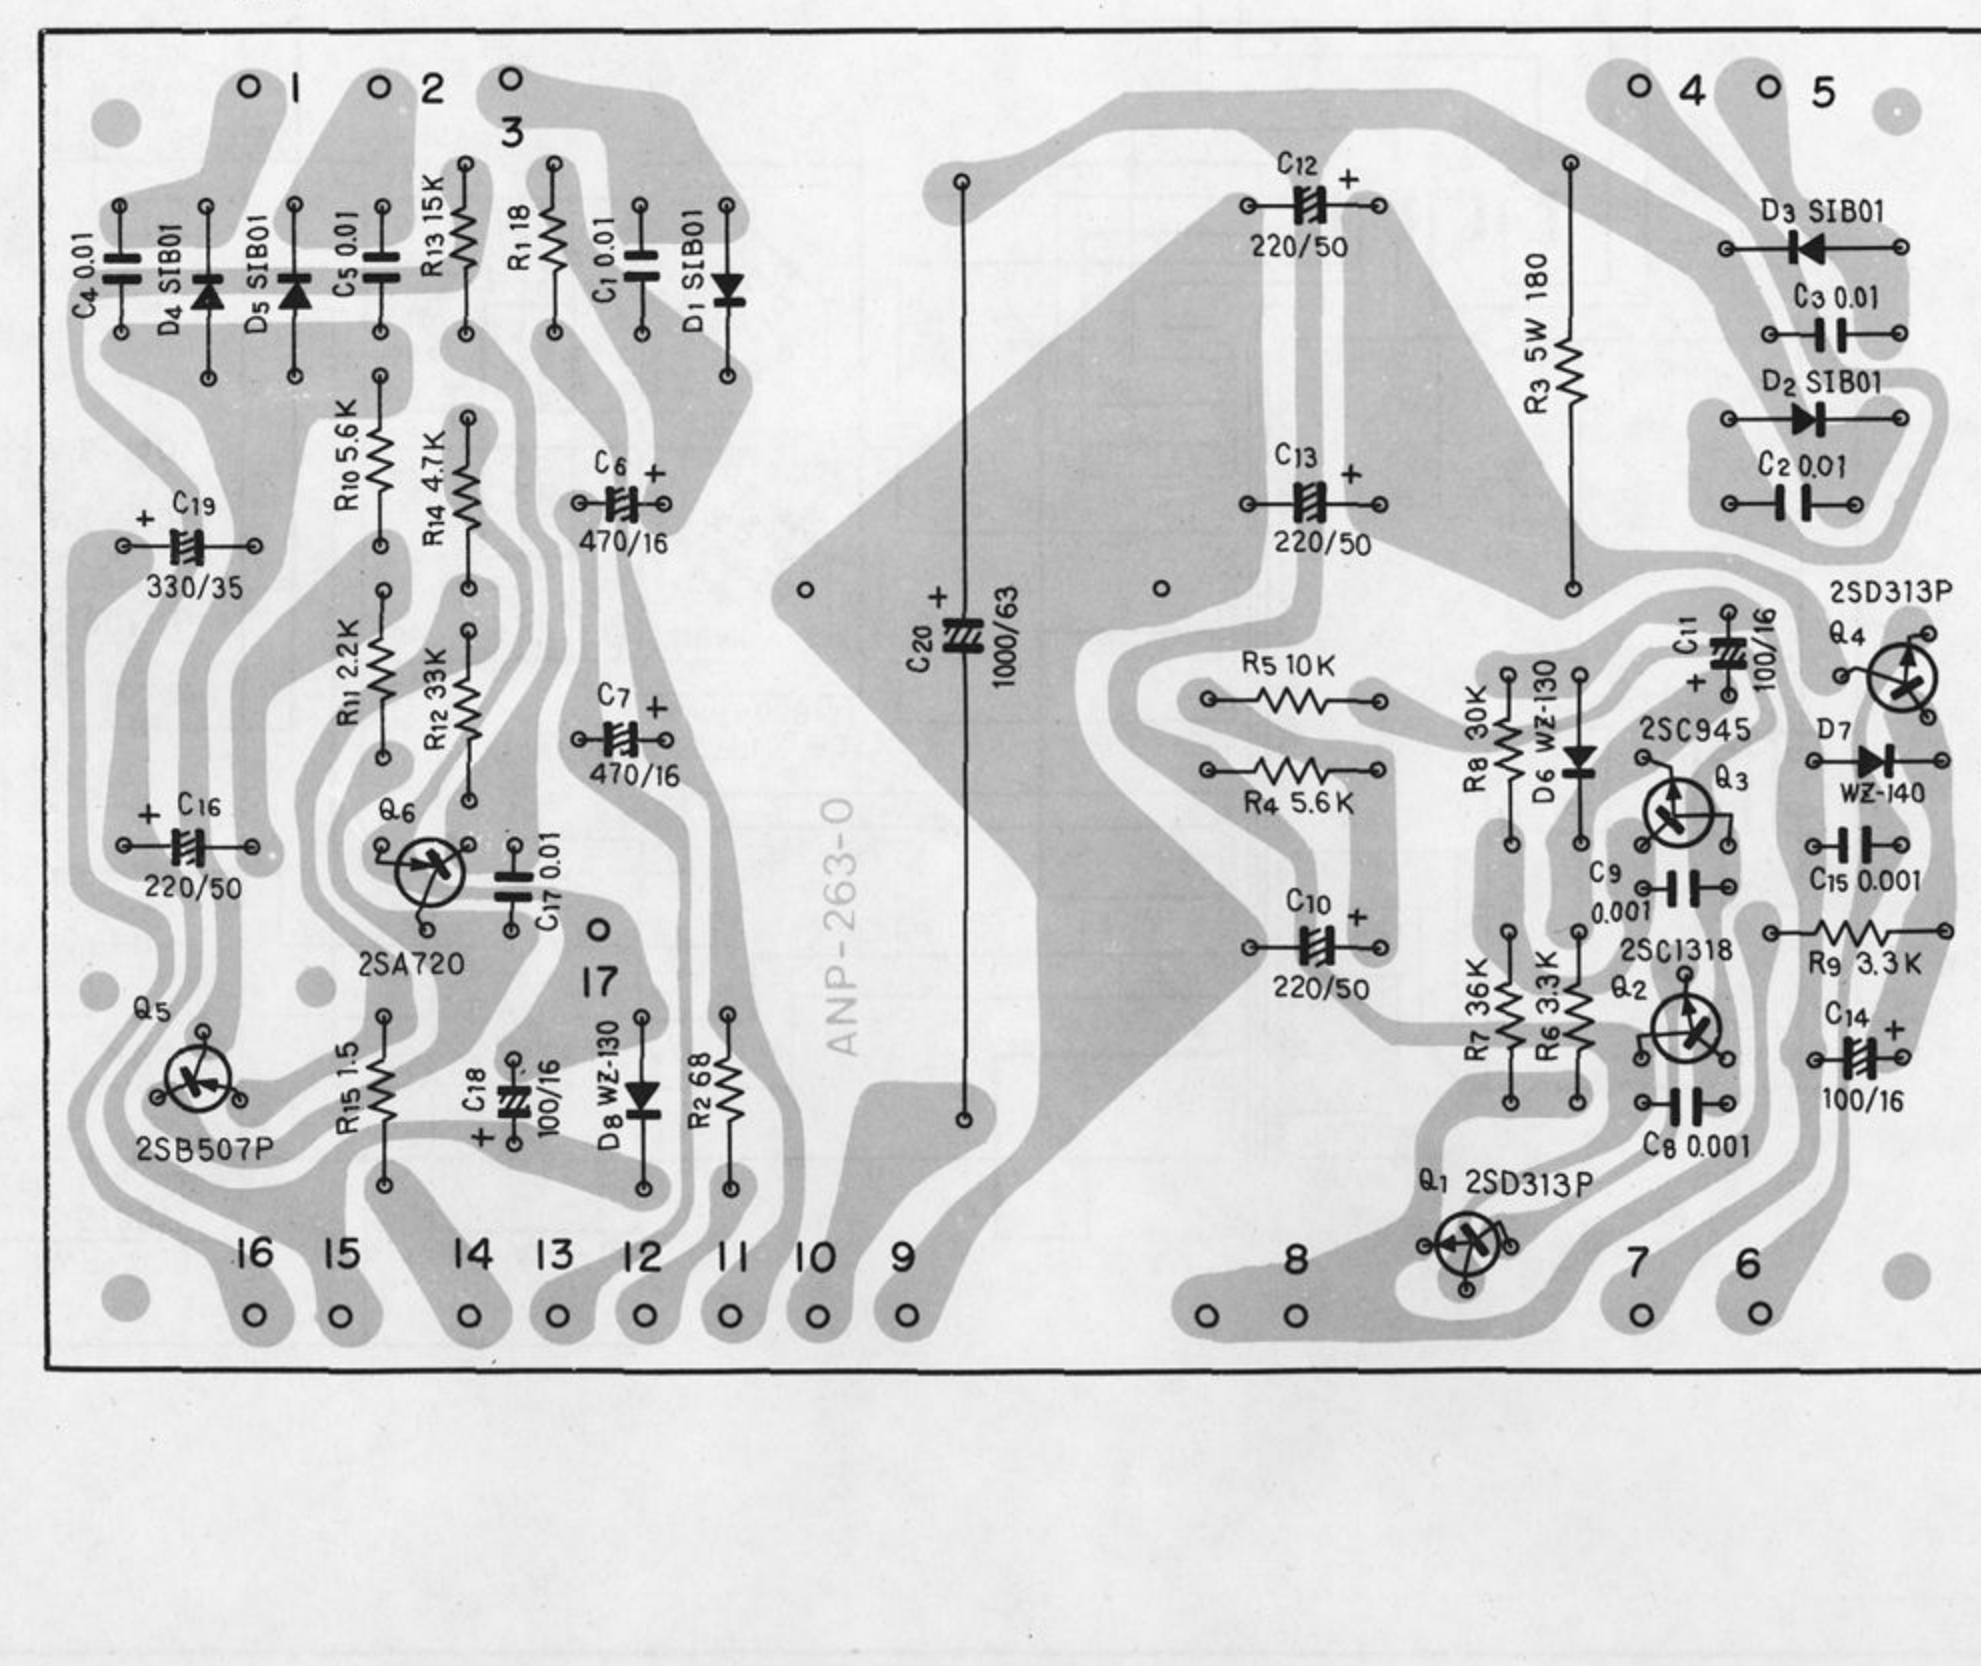 1
2
3
4
5
C4 0.01
D4 SIB01
D5 SIB01
C5 0.01
R13 15K
R1 18
C1 0.01
D1 SIB01
C12
+
220/50
R3 5W 180
D3 SIB01
C3 0.01
D2 SIB01
C2 0.01
R10 5.6K
R14 4.7K
C6
+
470/16
C13
+
220/50
C19
+
330/35
R11 2.2K
R12 33K
C7
+
470/16
+
C20
1000/63
R5 10K
R4 5.6K
R8 30K
D6 WZ-130
C11
+
100/16
2SD313P
Q4
2SC945
Q3
D7
WZ-140
C16
+
220/50
Q6
2SA720
C17 0.01
17
ANP-263-0
C10
+
220/50
C9
0.001
C15 0.001
2SC1318
Q2
R9 3.3K
R7 36K
R6 3.3K
C14
+
100/16
Q5
2SB507P
R15 1.5
C18
+
100/16
D8 WZ-130
R2 68
C8 0.001
Q1 2SD313P
16
15
14
13
12
11
10
9
8
7
6